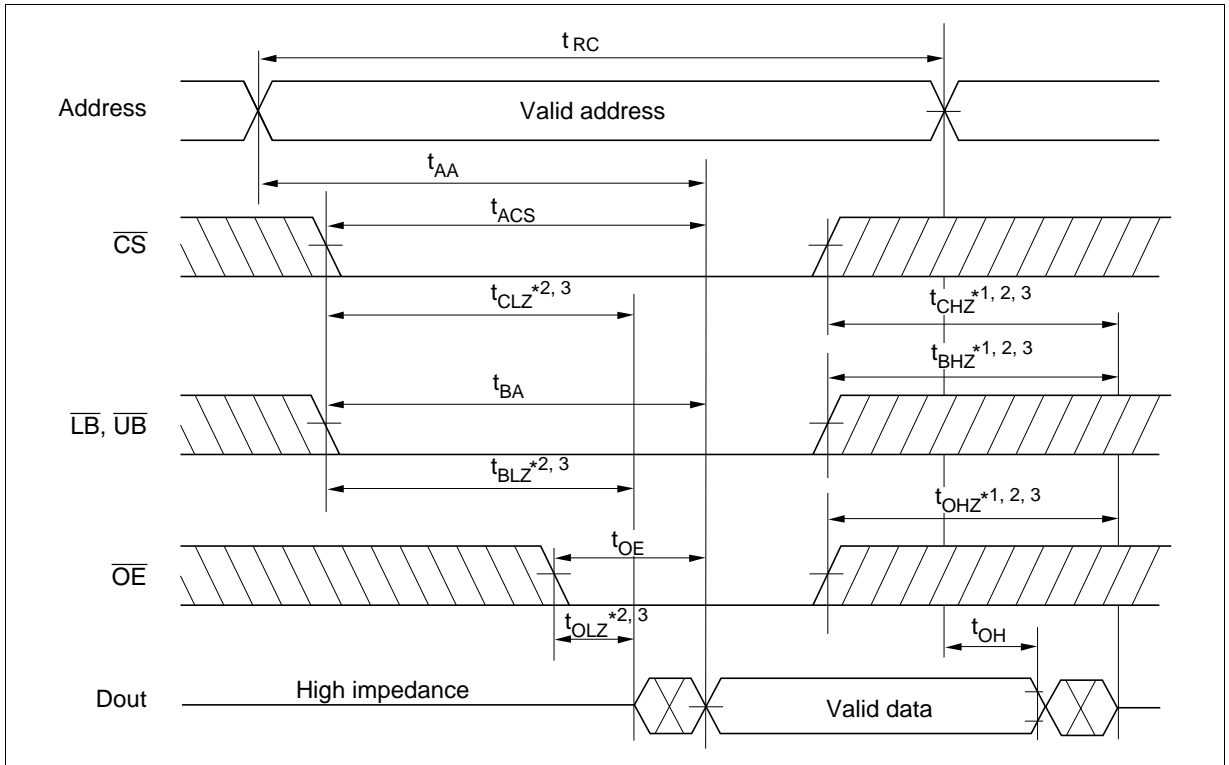 t RC
Address
Valid address
tAA
tACS
CS
tCLZ*2, 3
tCHZ*1, 2, 3
tBHZ*1, 2, 3
tBA
LB, UB
tBLZ*2, 3
tOHZ*1, 2, 3
tOE
OE
tOLZ*2, 3
tOH
High impedance
Dout
Valid data